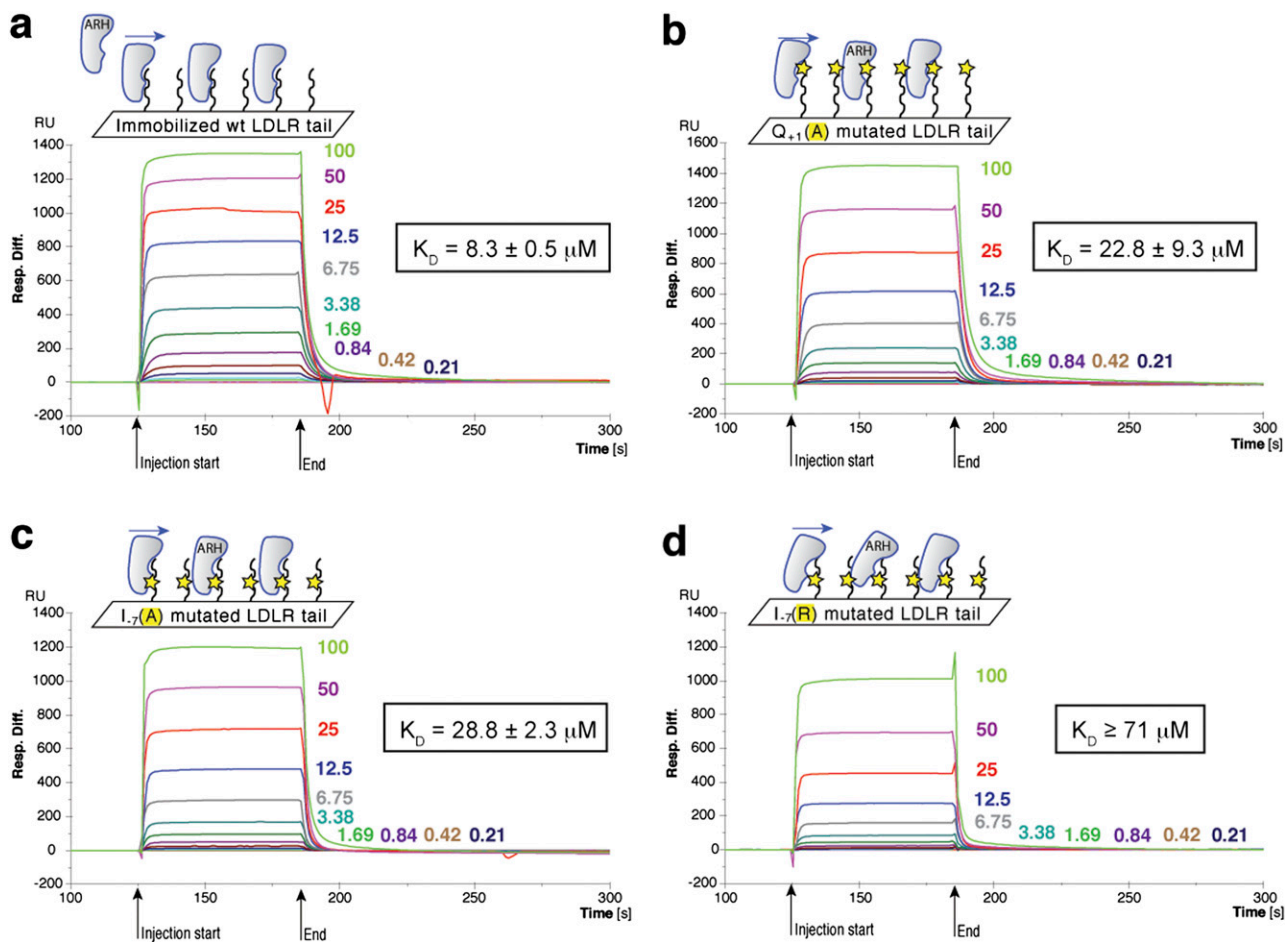 a
ARH
Immobilized wt LDLR tail
RU
1400
1200
1000
800
600
400
200
0
-200
Resp. Diff.
100
50
25
12.5
6.75
3.38
1.69
0.84
0.42
0.21
K_D = 8.3 ± 0.5 μM
100 150 200 250 300
Time [s]
Injection start
End
b
ARH
Q+1(A) mutated LDLR tail
RU
1600
1400
1200
1000
800
600
400
200
0
-200
Resp. Diff.
100
50
25
12.5
6.75
3.38
1.69 0.84 0.42 0.21
K_D = 22.8 ± 9.3 μM
100 150 200 250 300
Time [s]
Injection start
End
c
ARH
I-7(A) mutated LDLR tail
RU
1400
1200
1000
800
600
400
200
0
-200
Resp. Diff.
100
50
25
12.5
6.75
3.38
1.69 0.84 0.42 0.21
K_D = 28.8 ± 2.3 μM
100 150 200 250 300
Time [s]
Injection start
End
d
ARH
I-7(R) mutated LDLR tail
RU
1400
1200
1000
800
600
400
200
0
-200
Resp. Diff.
100
50
25
12.5
6.75
3.38 1.69 0.84 0.42 0.21
K_D ≥ 71 μM
100 150 200 250 300
Time [s]
Injection start
End